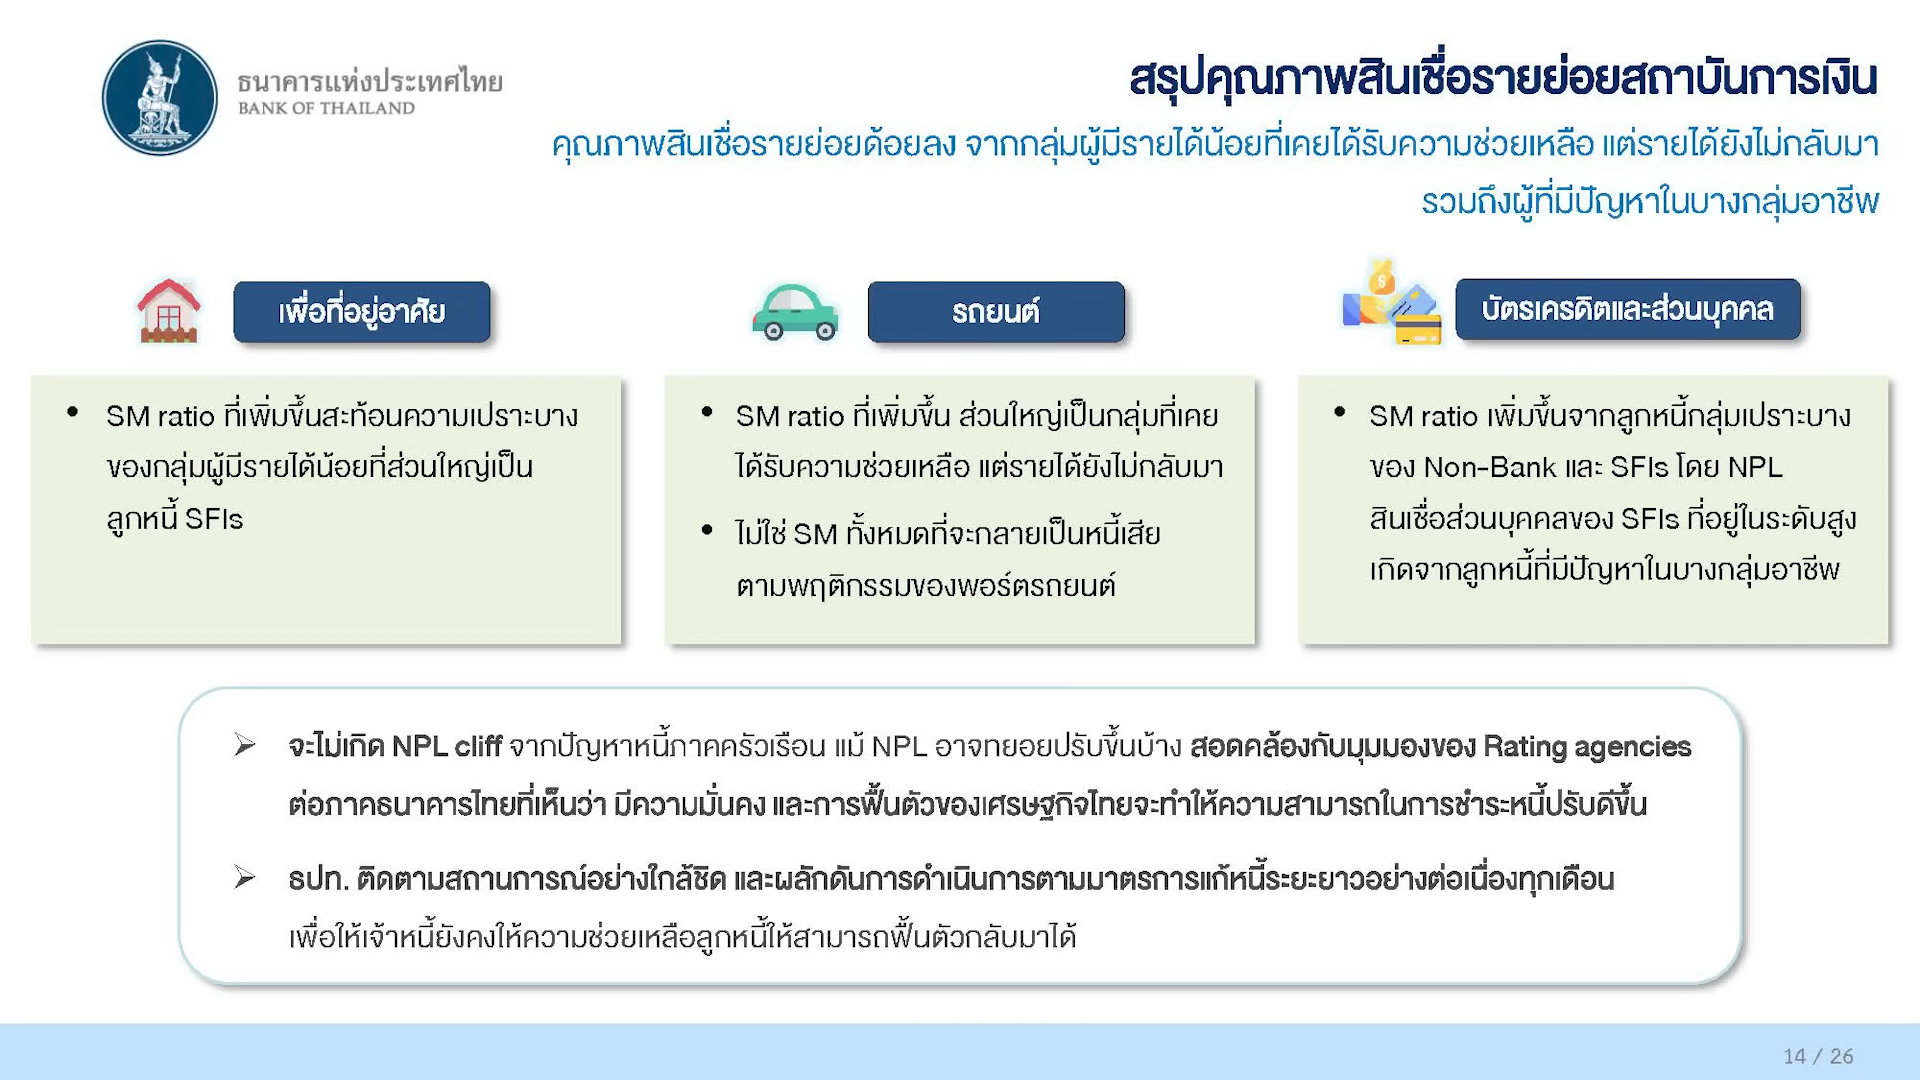 ธนาคารแห่งประเทศไทย
BANK OF THAILAND
สรุปคุณภาพสินเชื่อรายย่อยสถาบันการเงิน
คุณภาพสินเชื่อรายย่อยด้อยลง จากกลุ่มผู้มีรายได้น้อยที่เคยได้รับความช่วยเหลือ แต่รายได้ยังไม่กลับมา
รวมถึงผู้ที่มีปัญหาในบางกลุ่มอาชีพ
เพื่อที่อยู่อาศัย
• SM ratio ที่เพิ่มขึ้นสะท้อนความเปราะบาง
ของกลุ่มผู้มีรายได้น้อยที่ส่วนใหญ่เป็น
ลูกหนี้ SFIs
รถยนต์
• SM ratio ที่เพิ่มขึ้น ส่วนใหญ่เป็นกลุ่มที่เคย
ได้รับความช่วยเหลือ แต่รายได้ยังไม่กลับมา
• ไม่ใช่ SM ทั้งหมดที่จะกลายเป็นหนี้เสีย
ตามพฤติกรรมของพอร์ตรถยนต์
บัตรเครดิตและส่วนบุคคล
• SM ratio เพิ่มขึ้นจากลูกหนี้กลุ่มเปราะบาง
ของ Non-Bank และ SFIs โดย NPL
สินเชื่อส่วนบุคคลของ SFIs ที่อยู่ในระดับสูง
เกิดจากลูกหนี้ที่มีปัญหาในบางกลุ่มอาชีพ
➢ จะไม่เกิด NPL cliff จากปัญหาหนี้ภาคครัวเรือน แม้ NPL อาจทยอยปรับขึ้นบ้าง สอดคล้องกับมุมมองของ Rating agencies
ต่อภาคธนาคารไทยที่เห็นว่า มีความมั่นคง และการฟื้นตัวของเศรษฐกิจไทยจะทำให้ความสามารถในการชำระหนี้ปรับดีขึ้น
➢ ธปท. ติดตามสถานการณ์อย่างใกล้ชิด และผลักดันการดำเนินการตามมาตรการแก้หนี้ระยะยาวอย่างต่อเนื่องทุกเดือน
เพื่อให้เจ้าหนี้ยังคงให้ความช่วยเหลือลูกหนี้ให้สามารถฟื้นตัวกลับมาได้
14 / 26